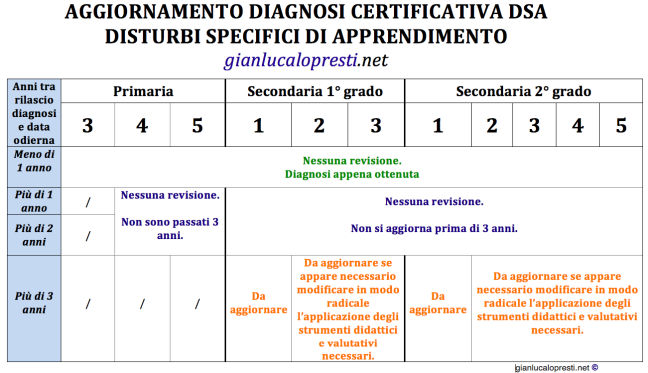 AGGIORNAMENTO DIAGNOSI CERTIFICATIVA DSA
DISTURBI SPECIFICI DI APPRENDIMENTO
gianlucalopresti.net
Anni tra
rilascio
diagnosi
e data
odierna
Primaria
Secondaria 1° grado
Secondaria 2° grado
3 4 5 1 2 3 1 2 3 4 5
Meno di
1 anno
Nessuna revisione.
Diagnosi appena ottenuta
Più di 1
anno
/
Nessuna revisione.
Non sono passati 3
anni.
Nessuna revisione.
Non si aggiorna prima di 3 anni.
Più di 2
anni
/
Più di 3
anni
/ / /
Da
aggiornare
Da aggiornare se
appare necessario
modificare in modo
radicale
l’applicazione degli
strumenti didattici
e valutativi
necessari.
Da
aggiornare
Da aggiornare se appare
necessario modificare in modo
radicale l’applicazione degli
strumenti didattici e valutativi
necessari.
gianlucalopresti.net ©